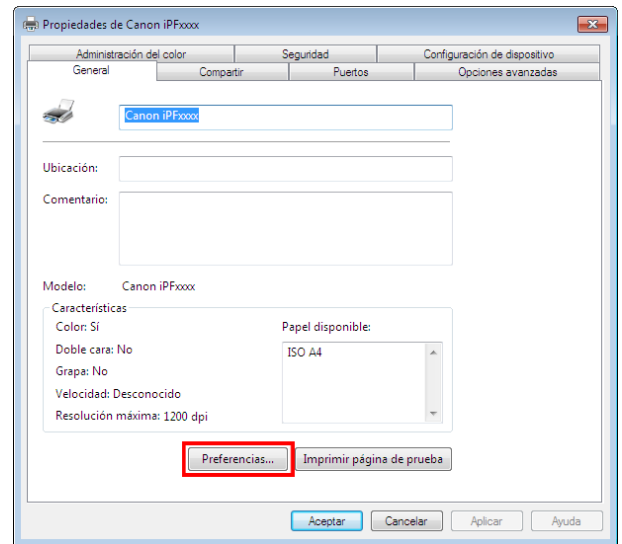 Propiedades de Canon iPFxxxx
Administración del color Seguridad Configuración de dispositivo
General Compartir Puertos Opciones avanzadas
Canon iPFxxxx
Ubicación:
Comentario:
Modelo: Canon iPFxxxx
Características
Color: Sí Papel disponible:
Doble cara: No ISO A4
Grapa: No
Velocidad: Desconocido
Resolución máxima: 1200 dpi
Preferencias... Imprimir página de prueba
Aceptar Cancelar Aplicar Ayuda